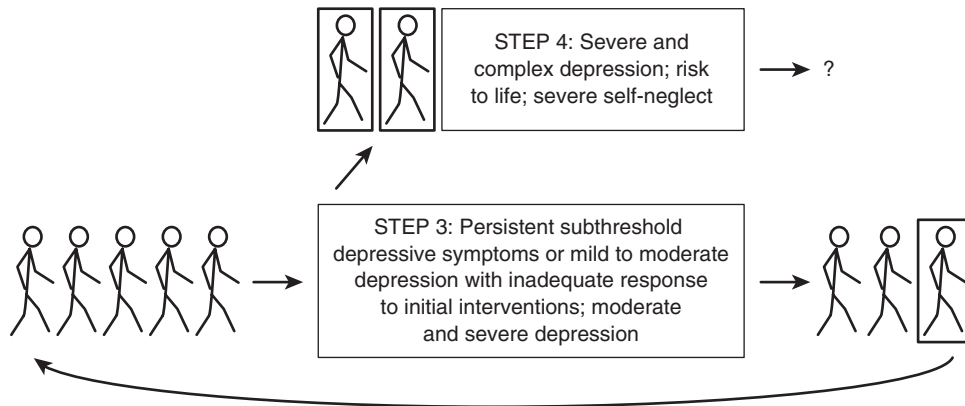 STEP 4: Severe and
complex depression; risk
to life; severe self-neglect
?
STEP 3: Persistent subthreshold
depressive symptoms or mild to moderate
depression with inadequate response
to initial interventions; moderate
and severe depression